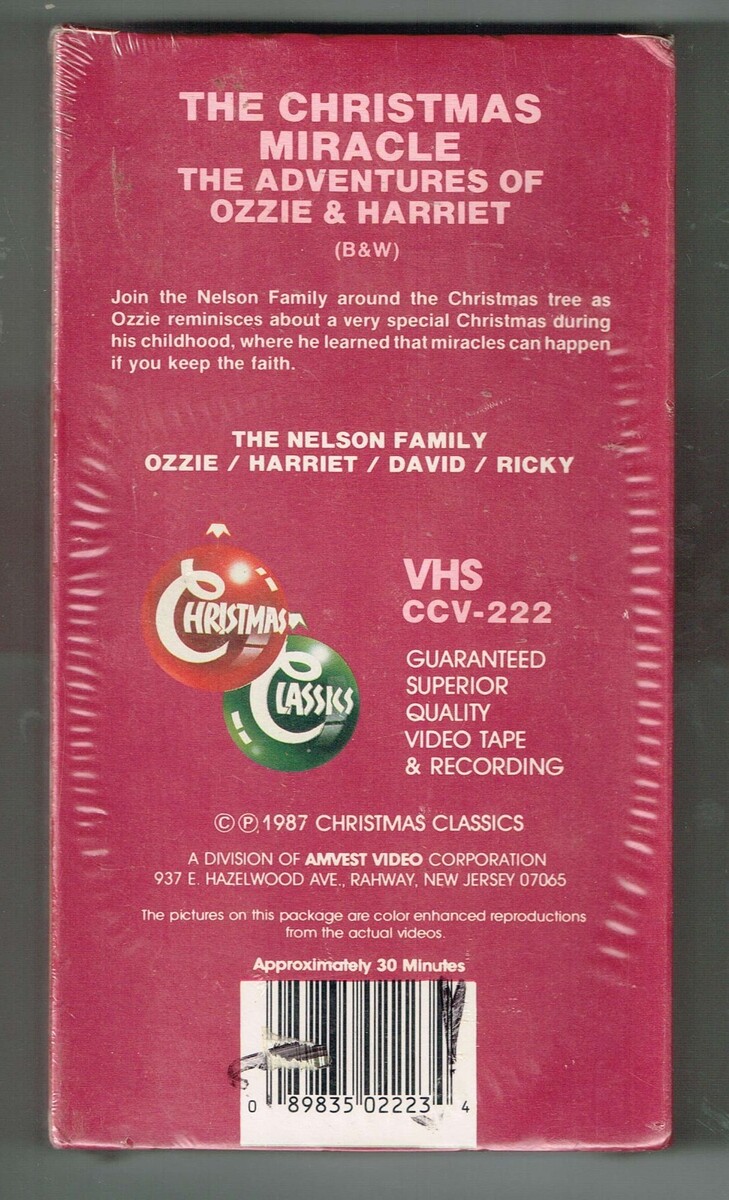 THE CHRISTMAS
MIRACLE
THE ADVENTURES OF
OZZIE & HARRIET
(B&W)
Join the Nelson Family around the Christmas tree as
Ozzie reminisces about a very special Christmas during
his childhood, where he learned that miracles can happen
if you keep the faith.
THE NELSON FAMILY
OZZIE / HARRIET / DAVID / RICKY
CHRISTMAS
CLASSICS
VHS
CCV-222
GUARANTEED
SUPERIOR
QUALITY
VIDEO TAPE
& RECORDING
©℗ 1987 CHRISTMAS CLASSICS
A DIVISION OF AMVEST VIDEO CORPORATION
937 E. HAZELWOOD AVE., RAHWAY, NEW JERSEY 07065
The pictures on this package are color enhanced reproductions
from the actual videos.
Approximately 30 Minutes
0 89835 02223 4